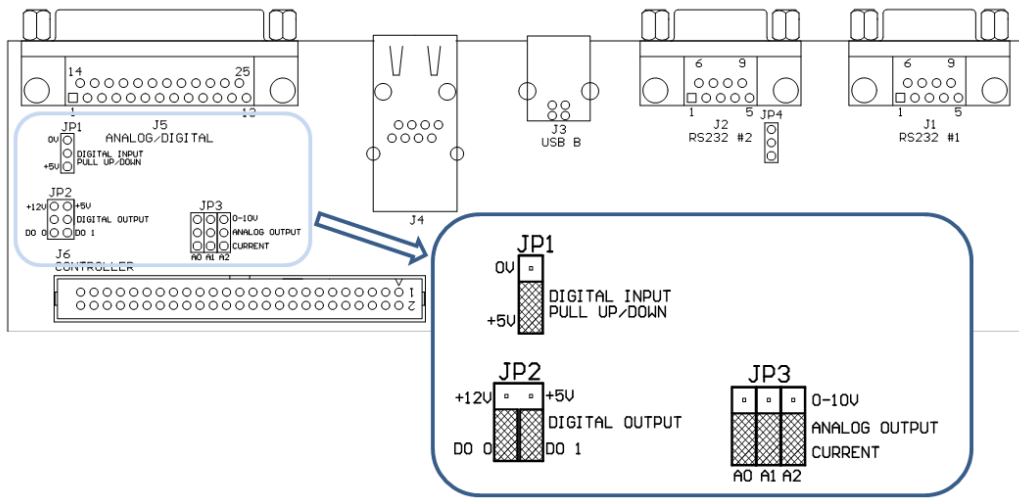 14 25
1 13
J5
ANALOG/DIGITAL
JP1
0V
DIGITAL INPUT
PULL UP/DOWN
+5V
JP2
+12V +5V
DIGITAL OUTPUT
DO 0 DO 1
JP3
0-10V
ANALOG OUTPUT
CURRENT
A0 A1 A2
J6
CONTROLLER
1
2
J4
J3
USB B
6 9
1 5
J2
RS232 #2
JP4
6 9
1 5
J1
RS232 #1
JP1
0V
DIGITAL INPUT
PULL UP/DOWN
+5V
JP2
+12V +5V
DIGITAL OUTPUT
DO 0 DO 1
JP3
0-10V
ANALOG OUTPUT
CURRENT
A0 A1 A2